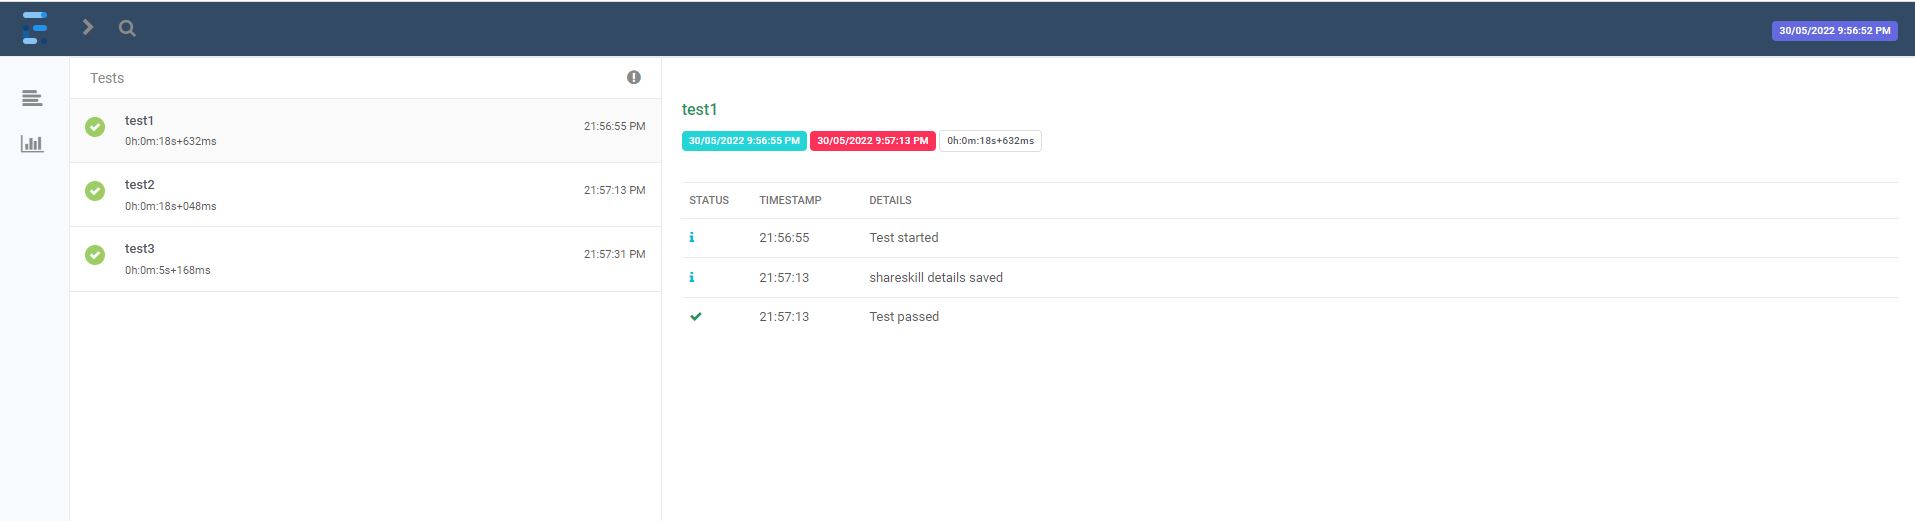 30/05/2022 9:56:52 PM
Tests
test1
21:56:55 PM
0h:0m:18s+632ms
test2
21:57:13 PM
0h:0m:18s+048ms
test3
21:57:31 PM
0h:0m:5s+168ms
test1
30/05/2022 9:56:55 PM 30/05/2022 9:57:13 PM 0h:0m:18s+632ms
STATUS TIMESTAMP DETAILS
21:56:55 Test started
21:57:13 shareskill details saved
21:57:13 Test passed